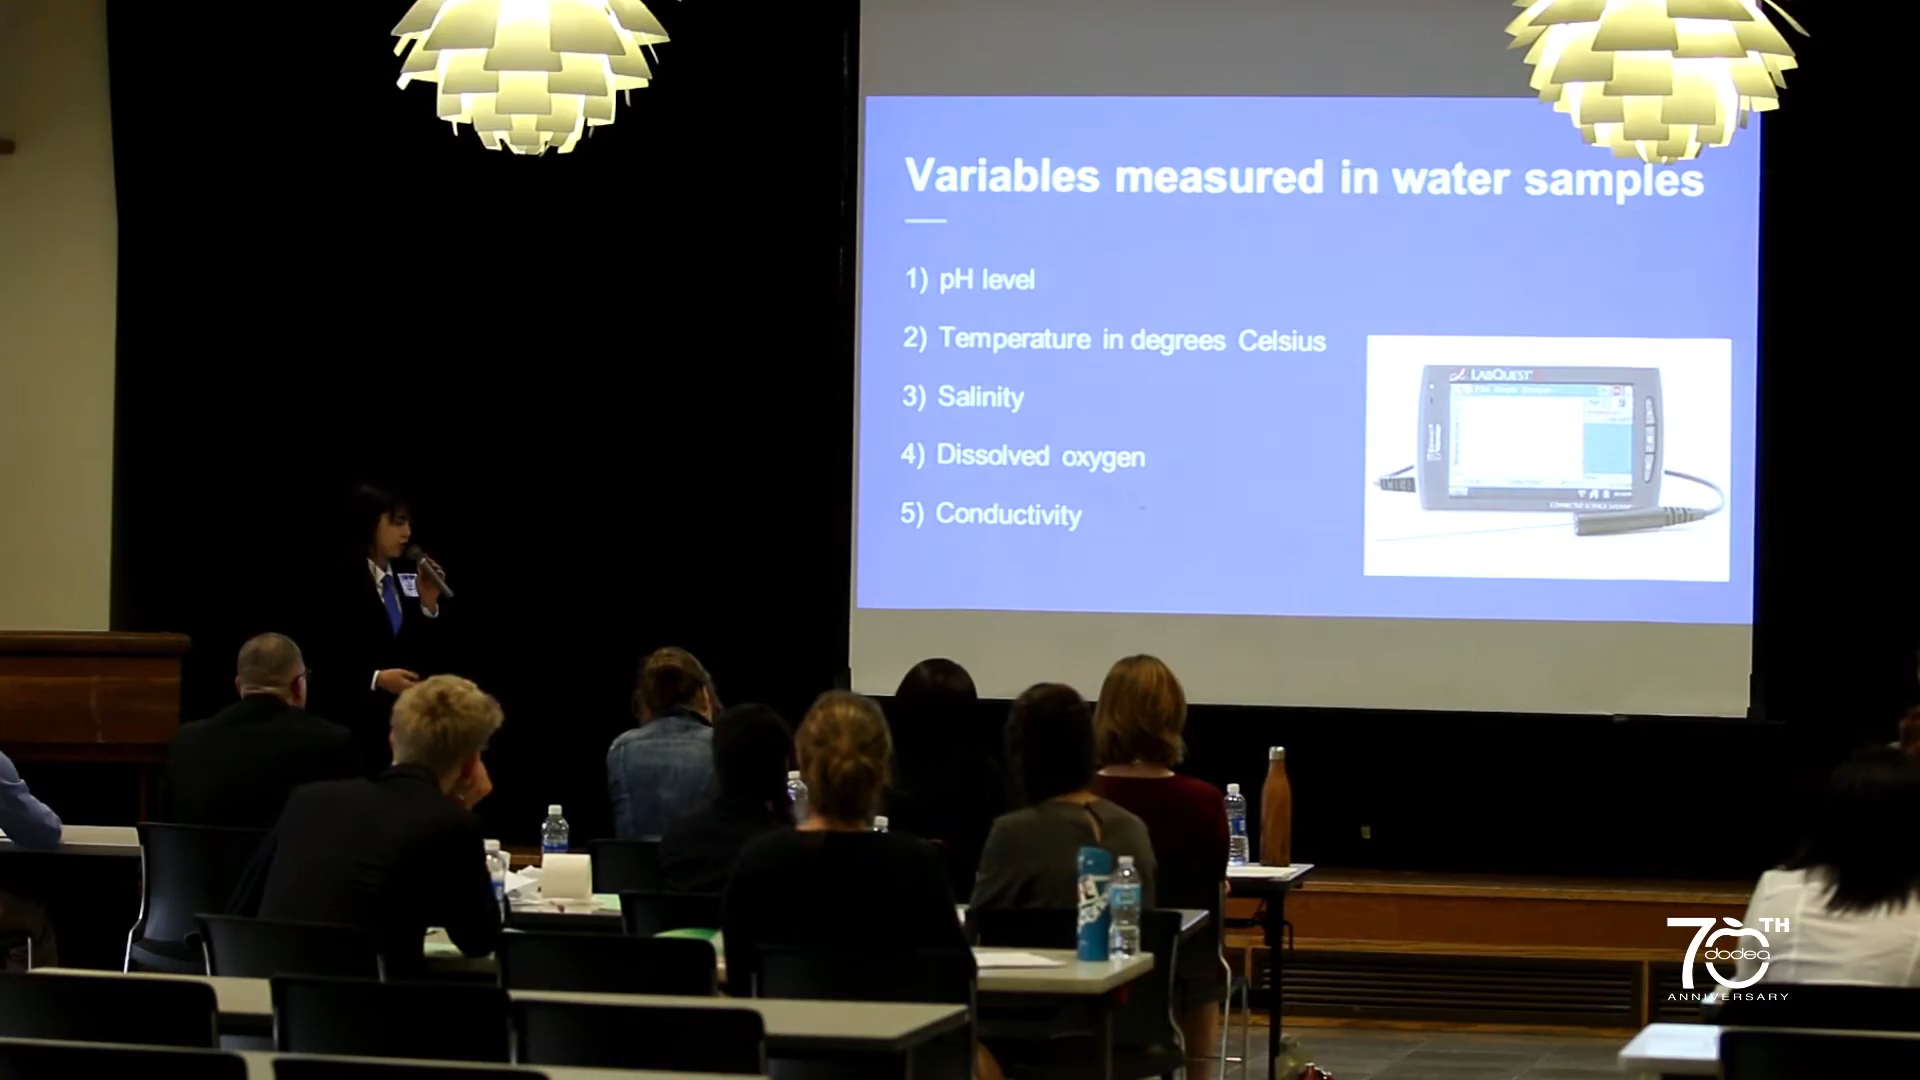 Variables measured in water samples
1) pH level
2) Temperature in degrees Celsius
3) Salinity
4) Dissolved oxygen
5) Conductivity
LABQUEST
70TH
dodea
ANNIVERSARY